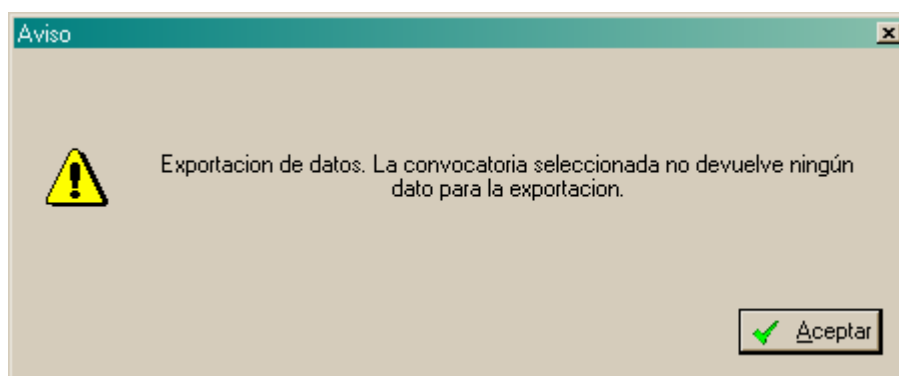 Aviso
Exportacion de datos. La convocatoria seleccionada no devuelve ningún
dato para la exportacion.
Aceptar